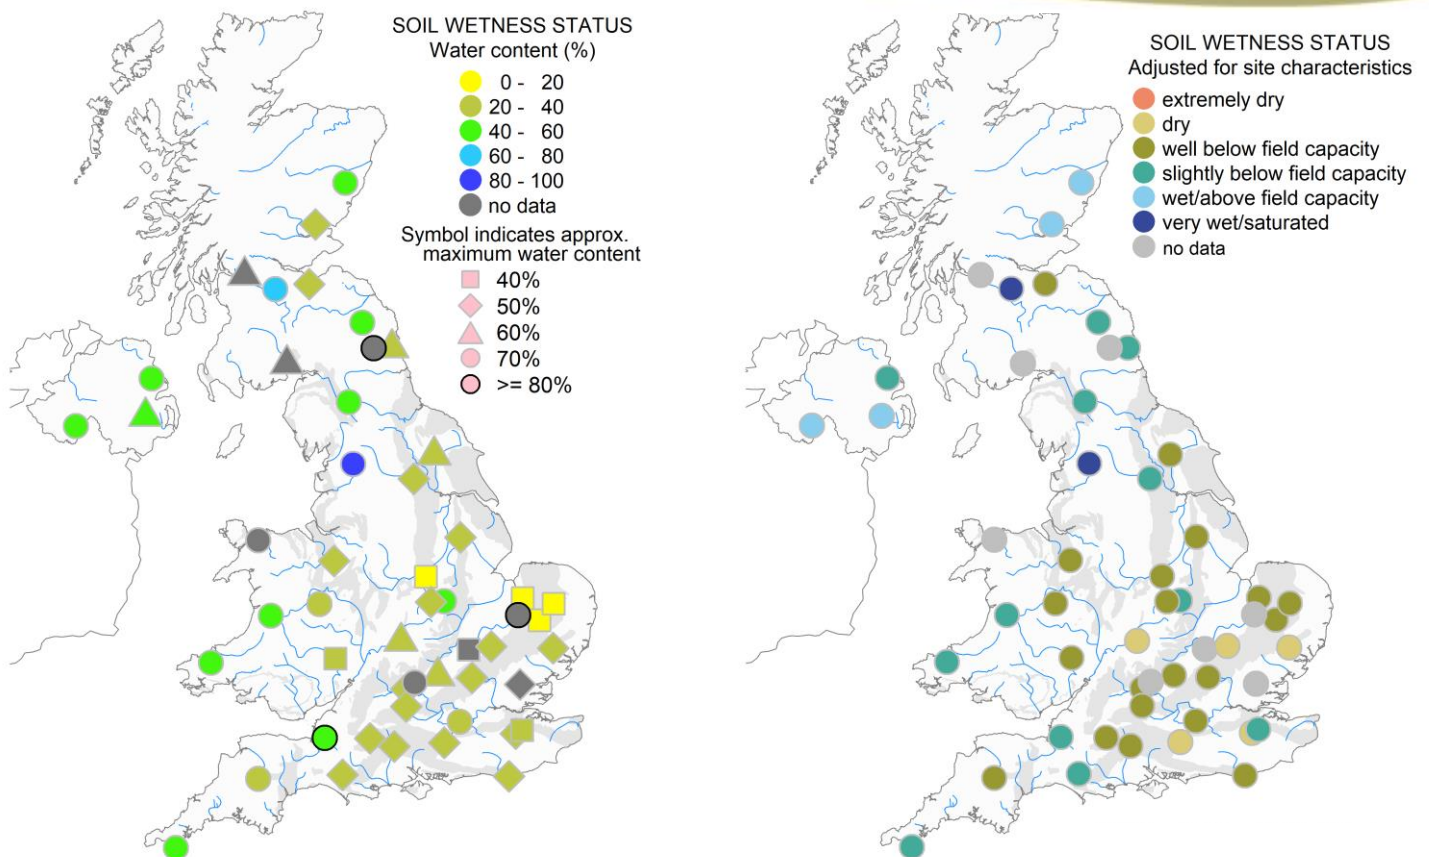 SOIL WETNESS STATUS
Water content (%)
0 - 20
20 - 40
40 - 60
60 - 80
80 - 100
no data
Symbol indicates approx.
maximum water content
40%
50%
60%
70%
>= 80%
SOIL WETNESS STATUS
Adjusted for site characteristics
extremely dry
dry
well below field capacity
slightly below field capacity
wet/above field capacity
very wet/saturated
no data